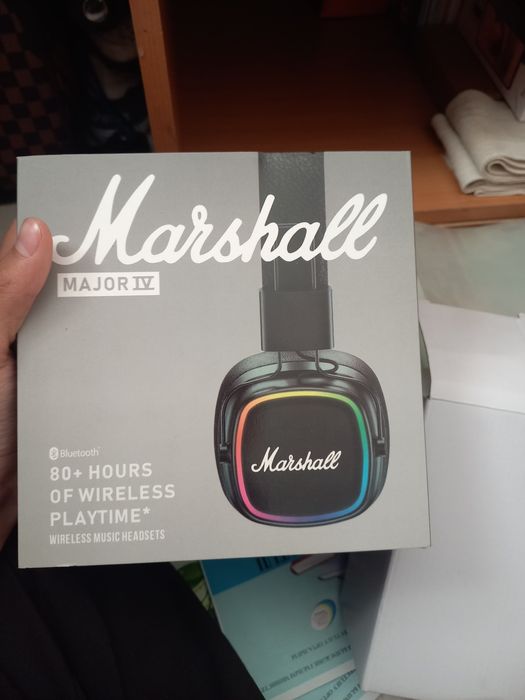 Marshall
MAJOR IV
Marshall
Bluetooth
80+ HOURS
OF WIRELESS
PLAYTIME*
WIRELESS MUSIC HEADSETS